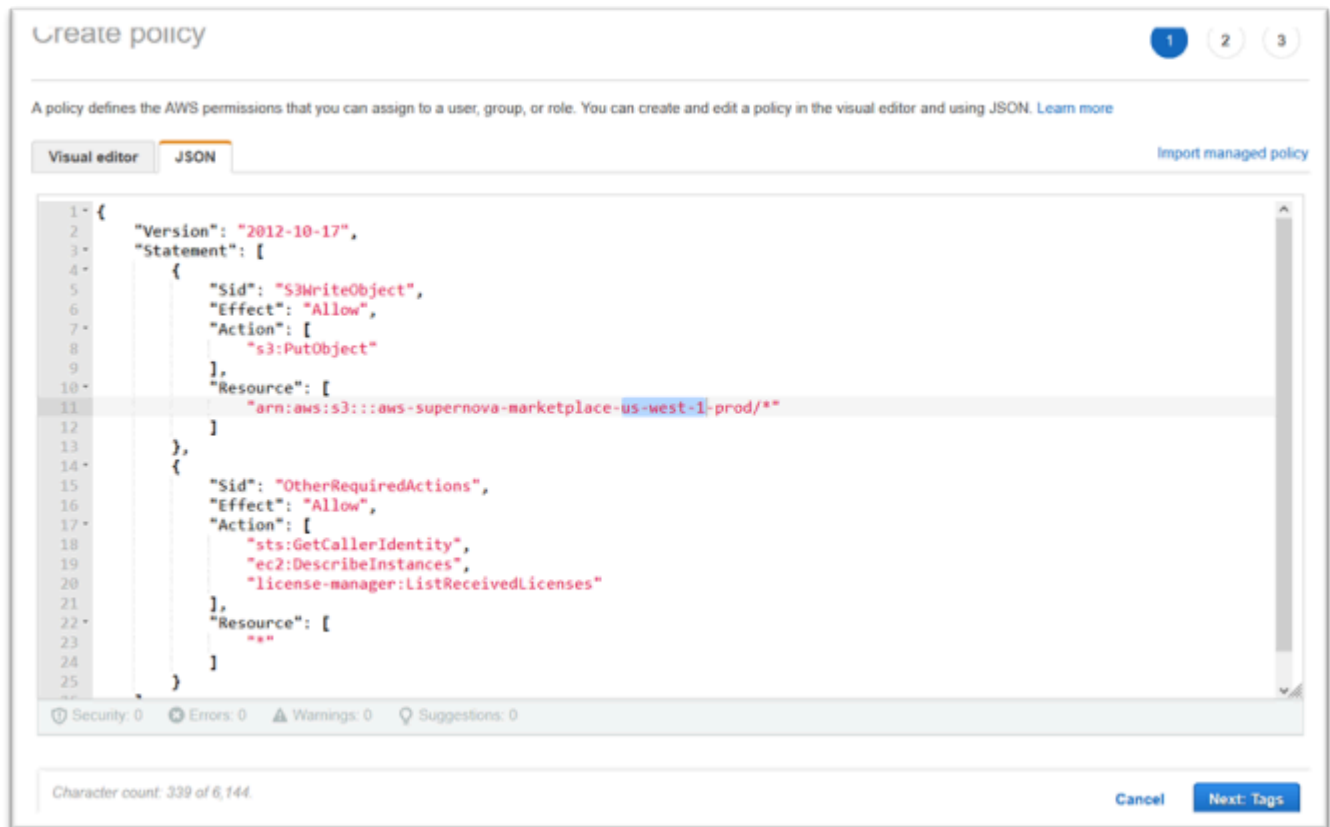 Create policy
1 2 3
A policy defines the AWS permissions that you can assign to a user, group, or role. You can create and edit a policy in the visual editor and using JSON. Learn more
Visual editor JSON
Import managed policy
1 {
2 "Version": "2012-10-17",
3 "Statement": [
4 {
5 "Sid": "S3WriteObject",
6 "Effect": "Allow",
7 "Action": [
8 "s3:PutObject"
9 ],
10 "Resource": [
11 "arn:aws:s3:::aws-supernova-marketplace-us-west-1-prod/*"
12 ]
13 },
14 {
15 "Sid": "OtherRequiredActions",
16 "Effect": "Allow",
17 "Action": [
18 "sts:GetCallerIdentity",
19 "ec2:DescribeInstances",
20 "license-manager:ListReceivedLicenses"
21 ],
22 "Resource": [
23 "*"
24 ]
25 }
Security: 0 Errors: 0 Warnings: 0 Suggestions: 0
Character count: 339 of 6,144.
Cancel Next: Tags